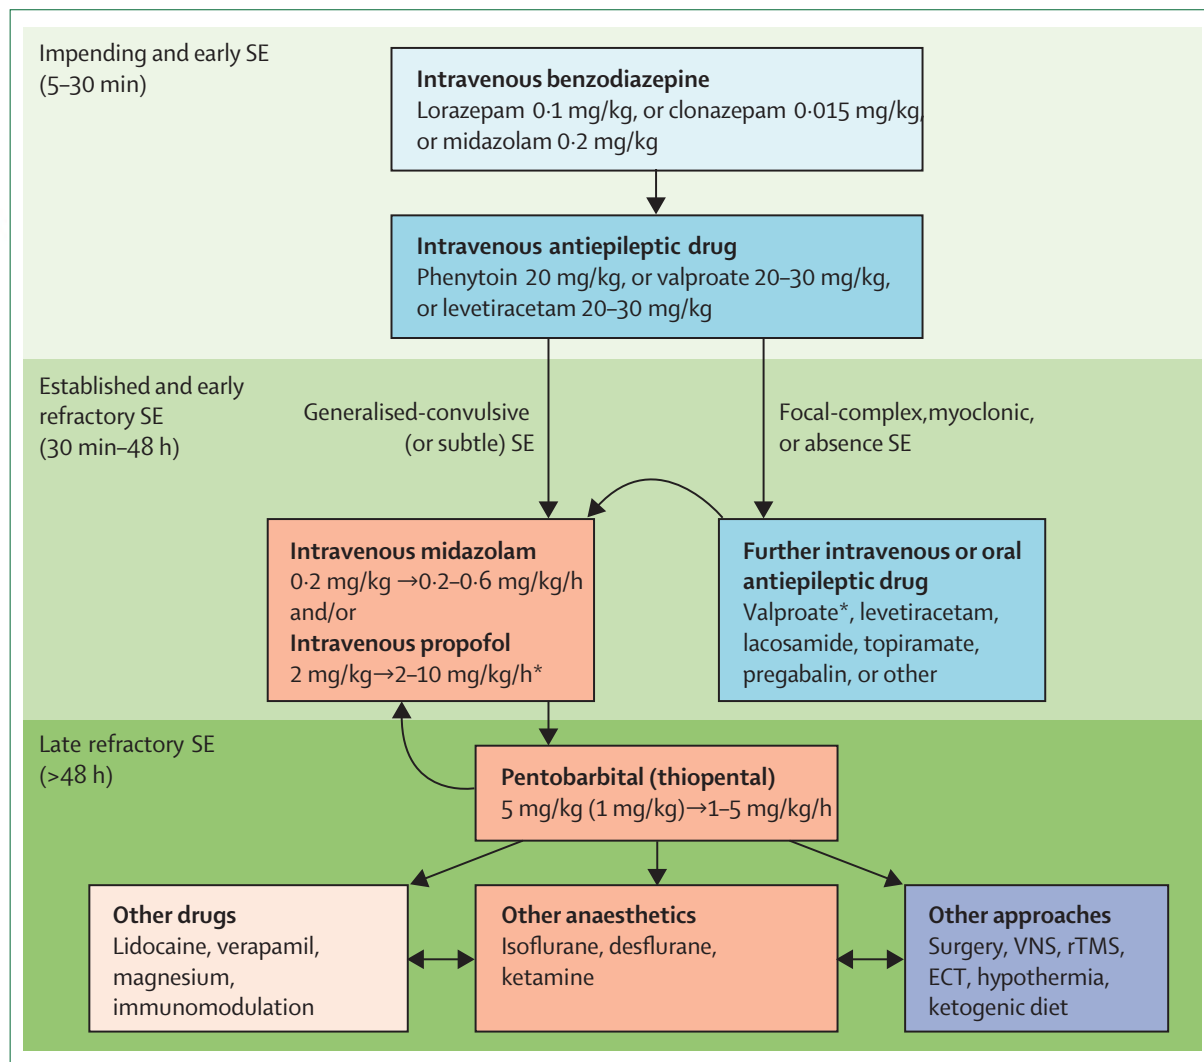 Impending and early SE
(5–30 min)
Intravenous benzodiazepine
Lorazepam 0·1 mg/kg, or clonazepam 0·015 mg/kg,
or midazolam 0·2 mg/kg
Intravenous antiepileptic drug
Phenytoin 20 mg/kg, or valproate 20–30 mg/kg,
or levetiracetam 20–30 mg/kg
Established and early
refractory SE
(30 min–48 h)
Generalised-convulsive
(or subtle) SE
Focal-complex,myoclonic,
or absence SE
Intravenous midazolam
0·2 mg/kg →0·2–0·6 mg/kg/h
and/or
Intravenous propofol
2 mg/kg→2–10 mg/kg/h*
Further intravenous or oral
antiepileptic drug
Valproate*, levetiracetam,
lacosamide, topiramate,
pregabalin, or other
Late refractory SE
(>48 h)
Pentobarbital (thiopental)
5 mg/kg (1 mg/kg)→1–5 mg/kg/h
Other drugs
Lidocaine, verapamil,
magnesium,
immunomodulation
Other anaesthetics
Isoflurane, desflurane,
ketamine
Other approaches
Surgery, VNS, rTMS,
ECT, hypothermia,
ketogenic diet